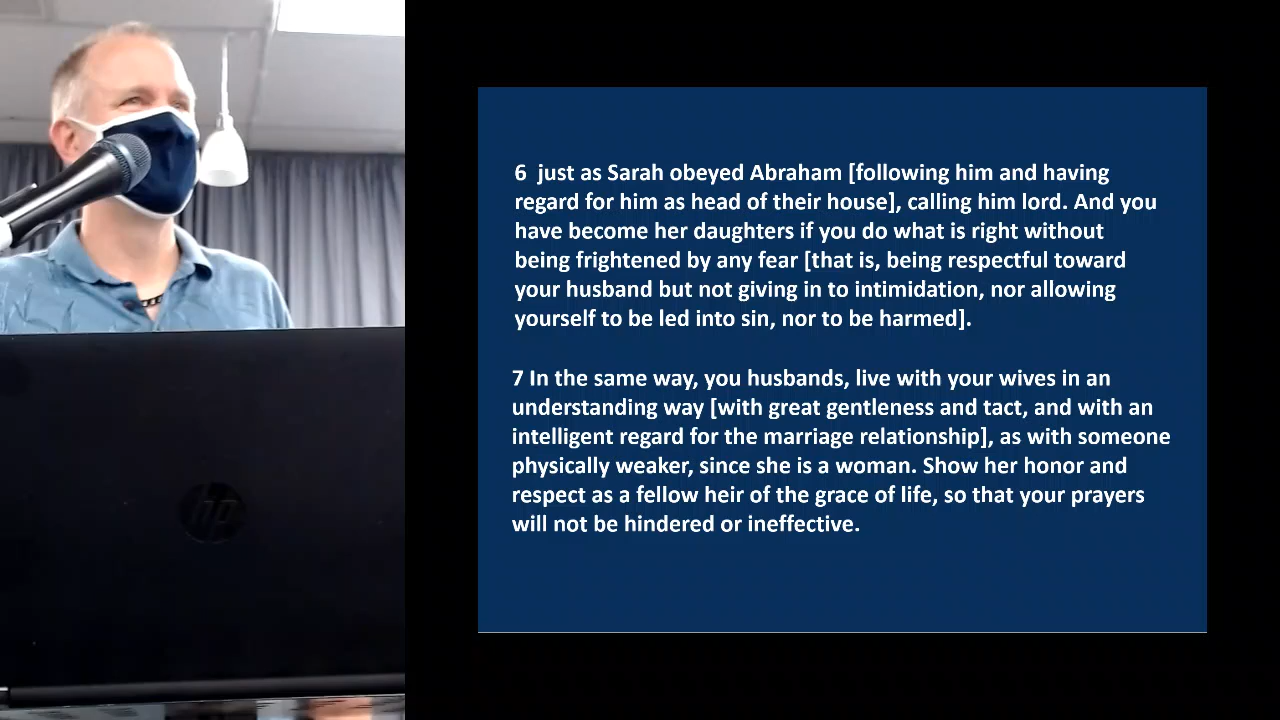 6 just as Sarah obeyed Abraham [following him and having
regard for him as head of their house], calling him lord. And you
have become her daughters if you do what is right without
being frightened by any fear [that is, being respectful toward
your husband but not giving in to intimidation, nor allowing
yourself to be led into sin, nor to be harmed].
7 In the same way, you husbands, live with your wives in an
understanding way [with great gentleness and tact, and with an
intelligent regard for the marriage relationship], as with someone
physically weaker, since she is a woman. Show her honor and
respect as a fellow heir of the grace of life, so that your prayers
will not be hindered or ineffective.
hp